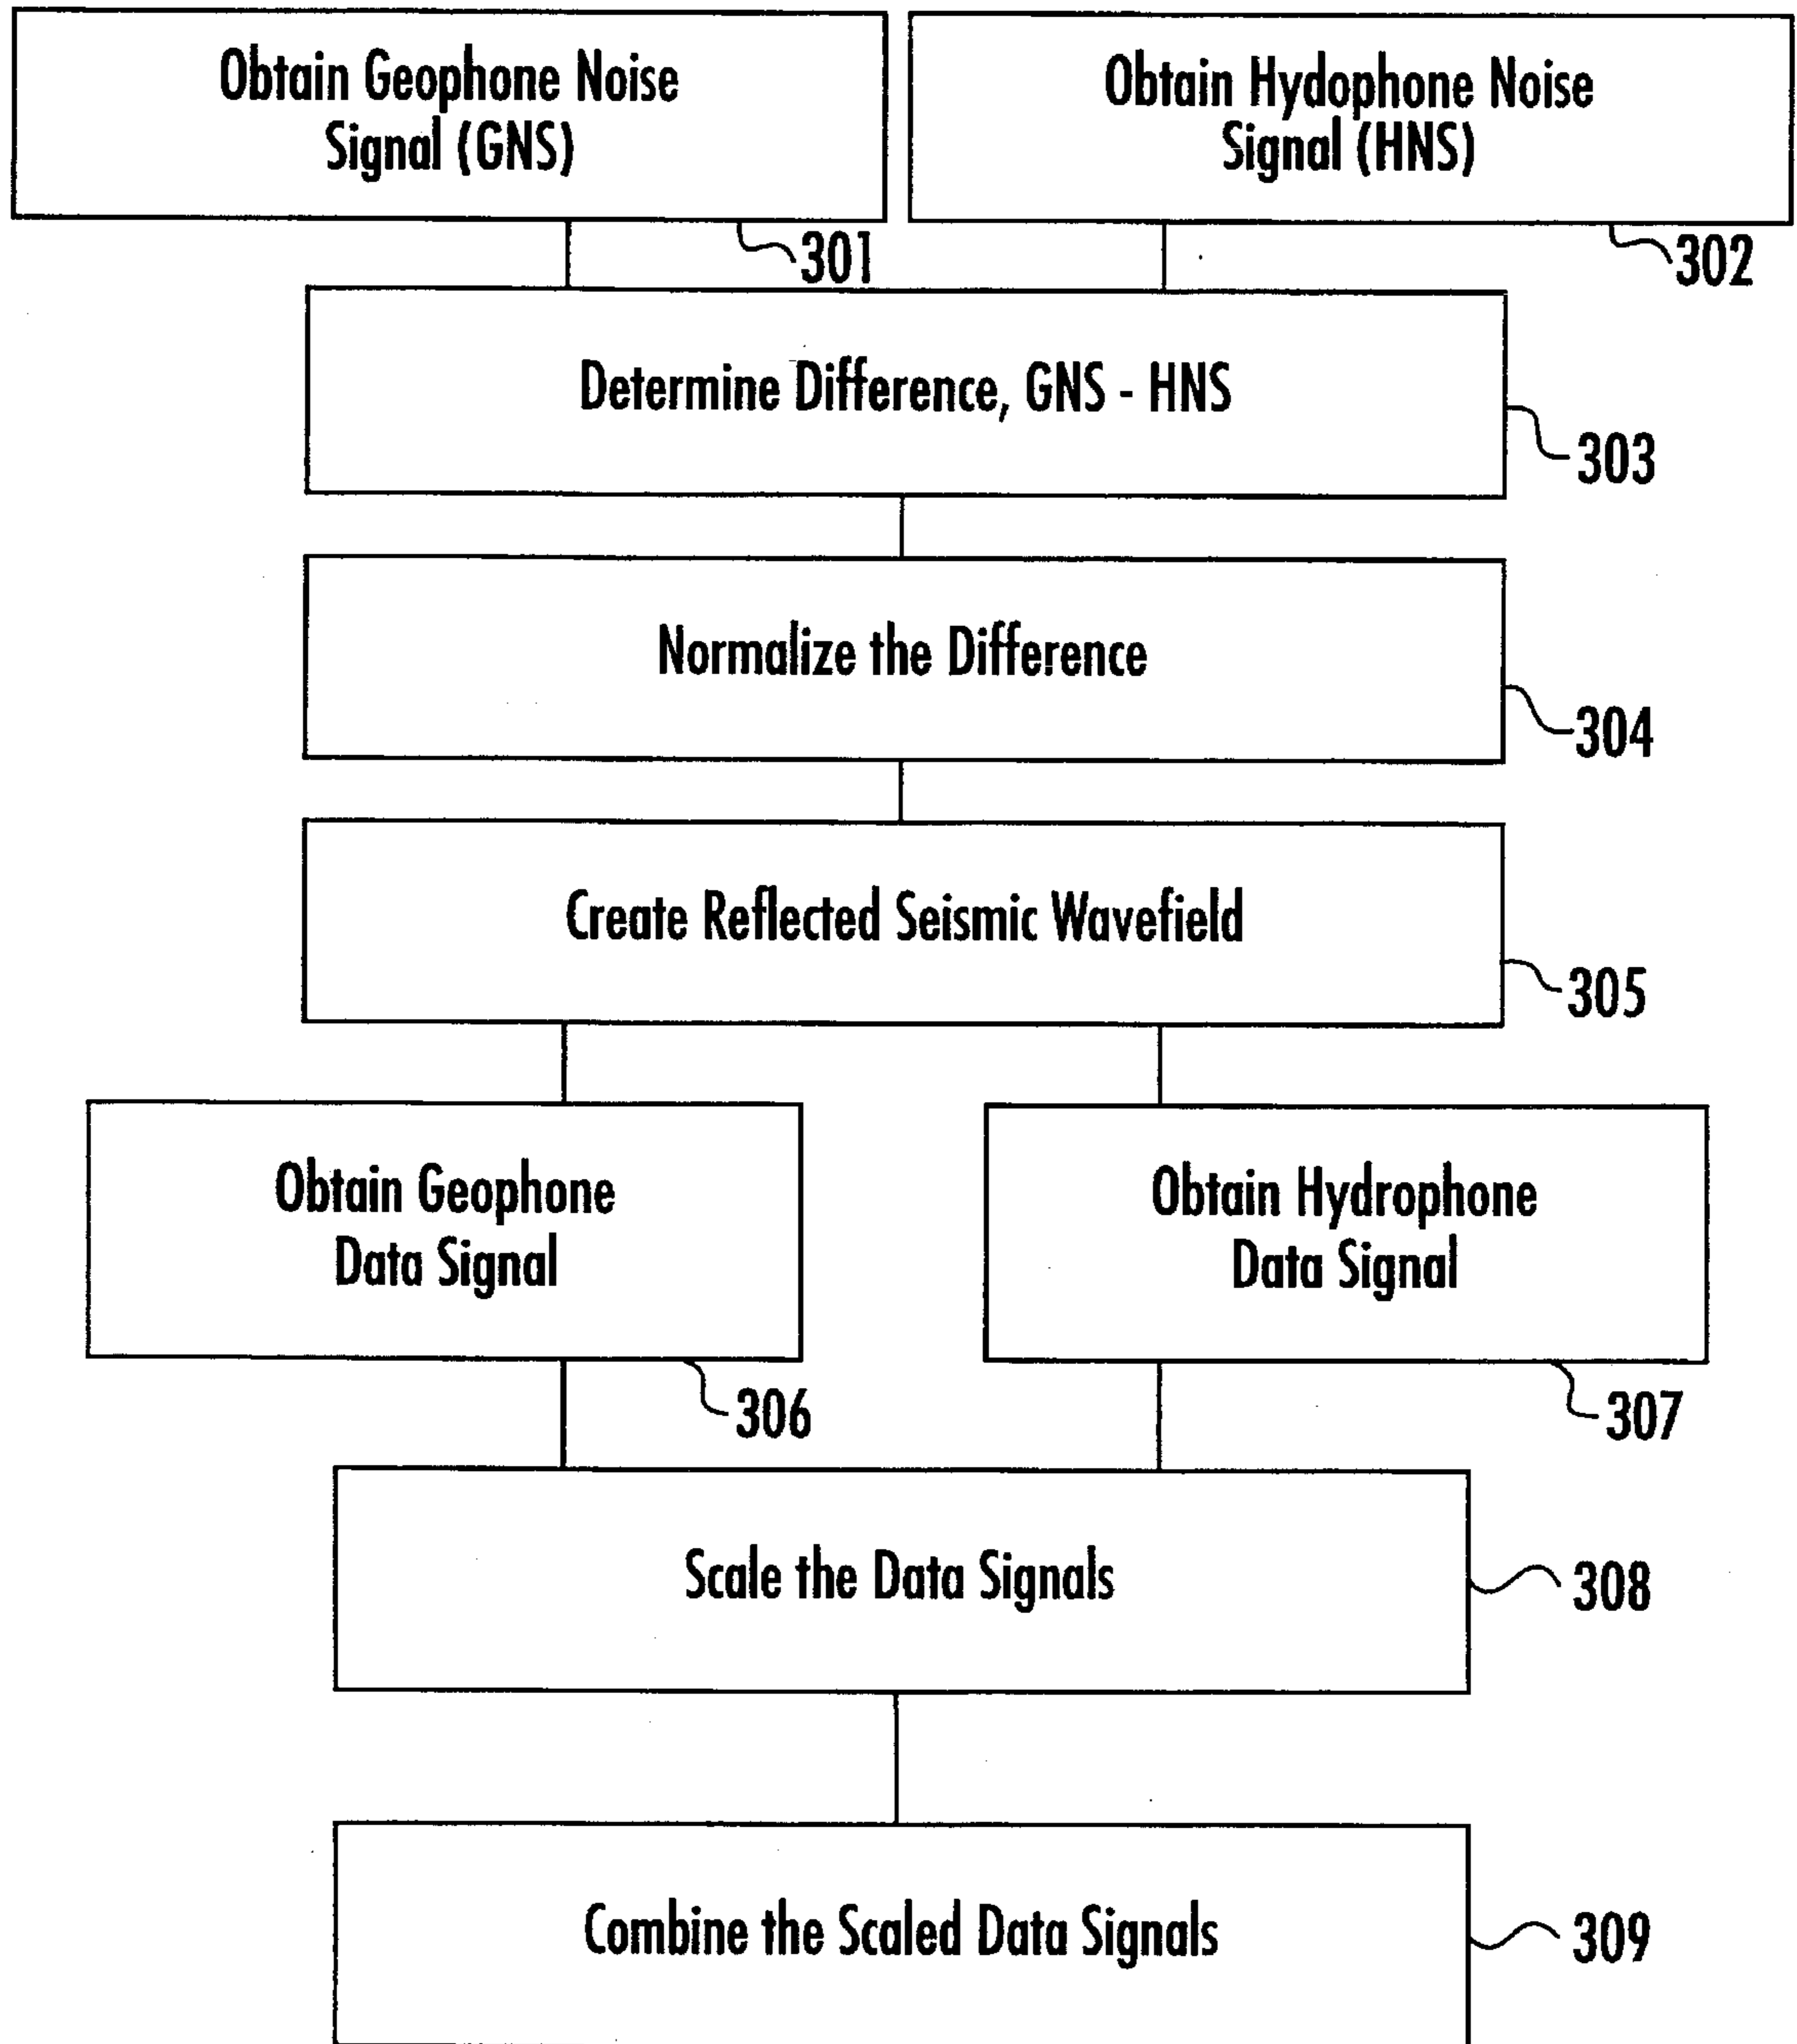 Obtain Geophone Noise
Signal (GNS)
301
Obtain Hydophone Noise
Signal (HNS)
302
Determine Difference, GNS - HNS
303
Normalize the Difference
304
Create Reflected Seismic Wavefield
305
Obtain Geophone
Data Signal
306
Obtain Hydrophone
Data Signal
307
Scale the Data Signals
308
Combine the Scaled Data Signals
309